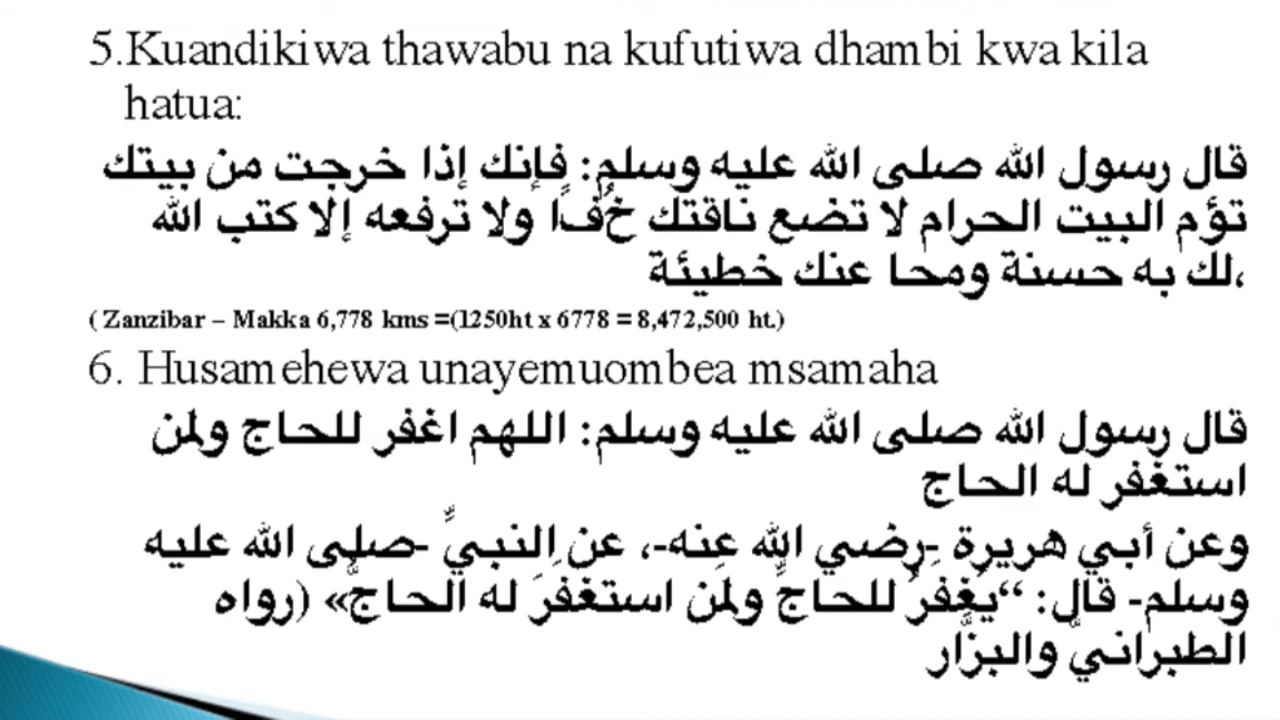 5.Kuandikiwa thawabu na kufutiwa dhambi kwa kila
hatua:
قال رسول الله صلى الله عليه وسلم: فإنك إذا خرجت من بيتك
تؤم البيت الحرام لا تضع ناقتك خُفاً ولا ترفعه إلا كتب الله
لك به حسنة ومحا عنك خطيئة،
( Zanzibar – Makka 6,778 kms =(1250ht x 6778 = 8,472,500 ht.)
6. Husamehewa unayemuombea msamaha
قال رسول الله صلى الله عليه وسلم: اللهم اغفر للحاج ولمن
استغفر له الحاج
وعن أبي هريرة -رضي الله عنه-، عن النبيِّ -صلى الله عليه
وسلم- قال: “يُغفرُ للحاجِّ ولمن استغفرَ له الحاجُّ» (رواه
الطبرانيّ والبزَّار